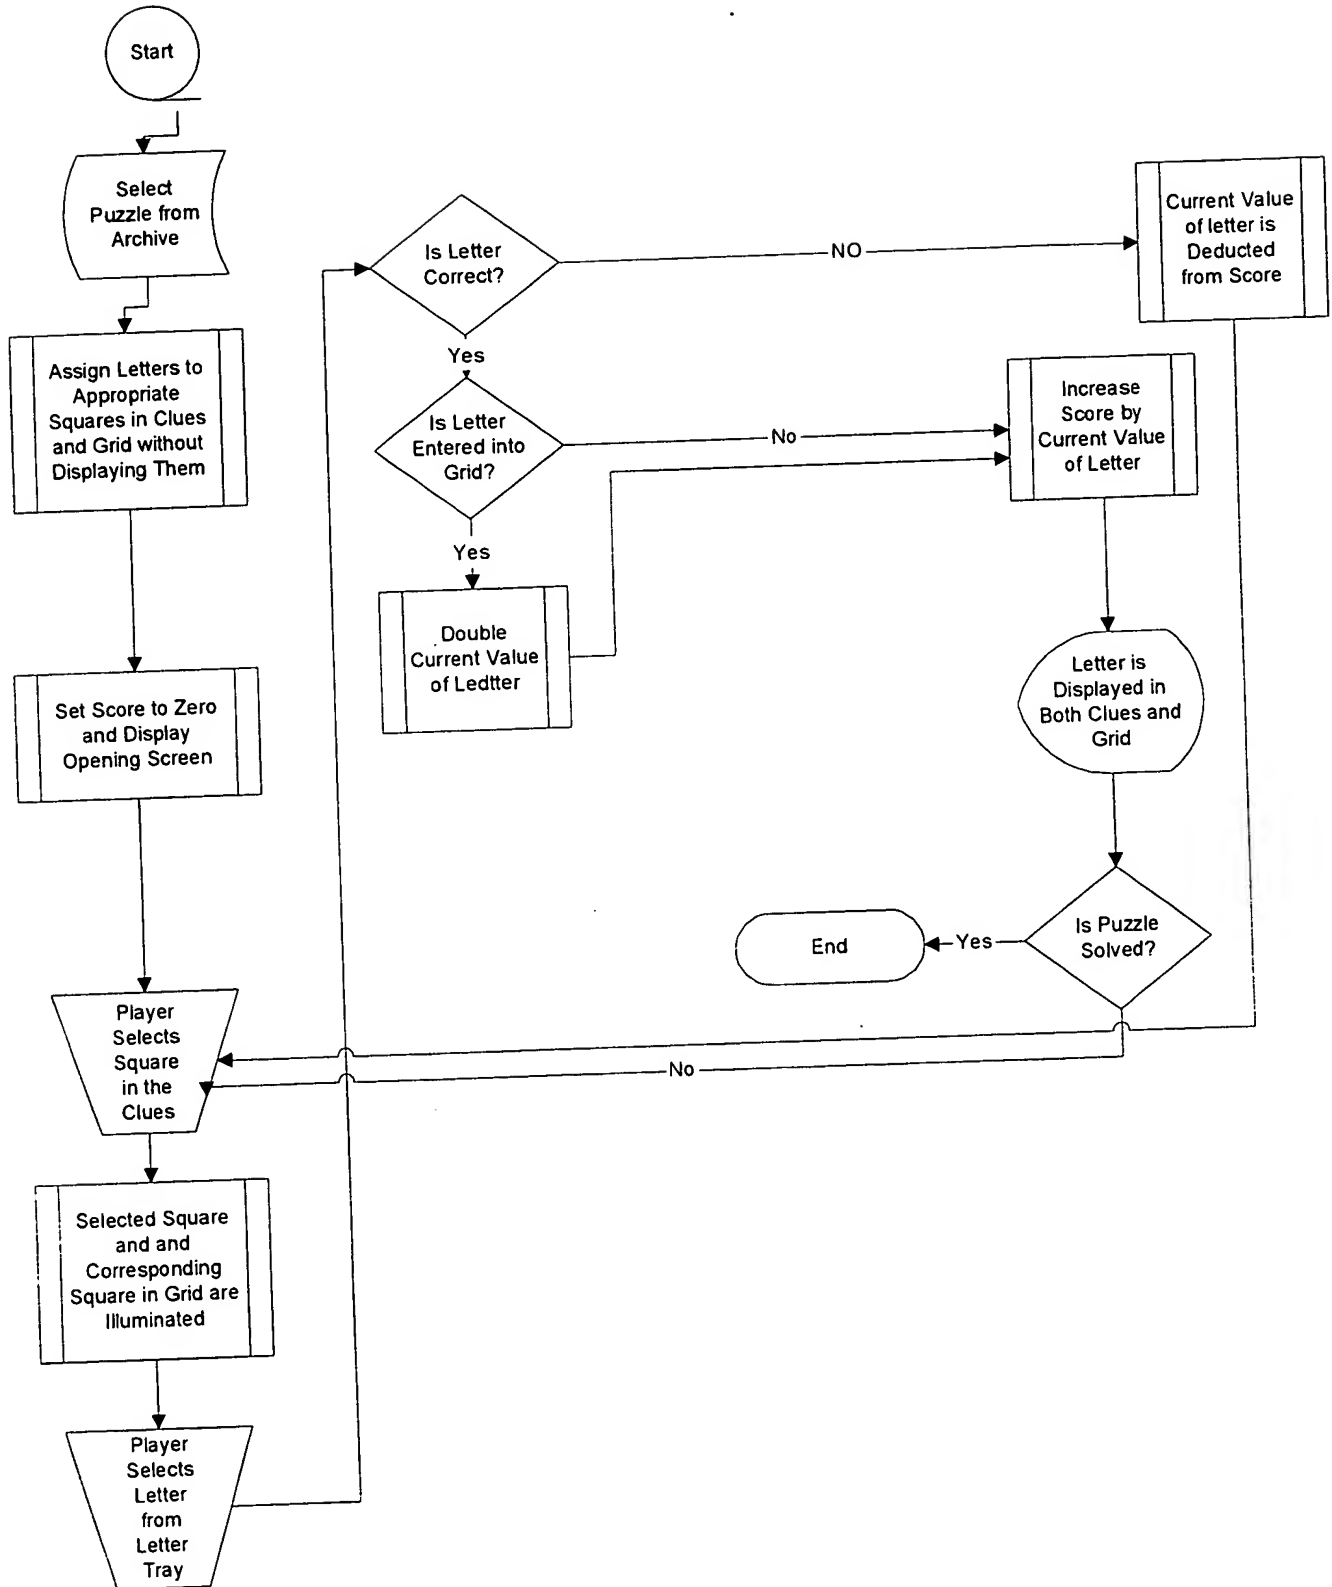 Start
Select
Puzzle from
Archive
Assign Letters to
Appropriate
Squares in Clues
and Grid without
Displaying Them
Set Score to Zero
and Display
Opening Screen
Player
Selects
Square
in the
Clues
Selected Square
and and
Corresponding
Square in Grid are
Illuminated
Player
Selects
Letter
from
Letter
Tray
Is Letter
Correct?
NO
Current Value
of letter is
Deducted
from Score
Yes
Is Letter
Entered into
Grid?
No
Increase
Score by
Current Value
of Letter
Yes
Double
Current Value
of Ledtter
Letter is
Displayed in
Both Clues and
Grid
Is Puzzle
Solved?
Yes
End
No